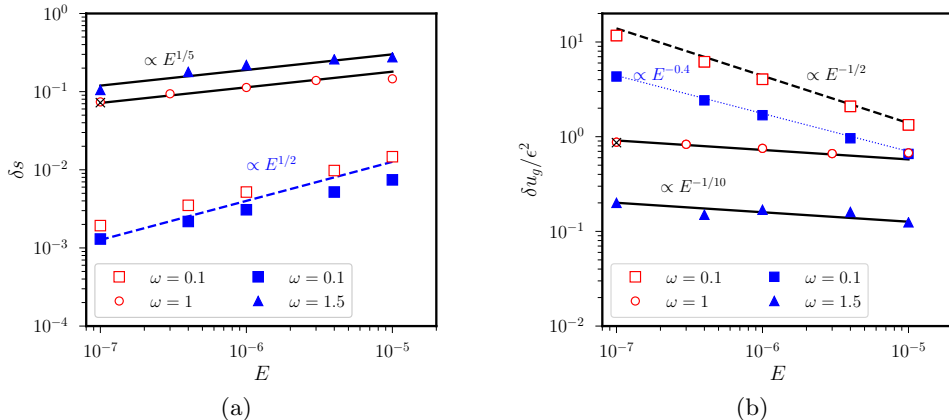 10^0
10^{-1}
10^{-2}
10^{-3}
10^{-4}
δs
∝ E^{1/5}
∝ E^{1/2}
ω = 0.1
ω = 0.1
ω = 1
ω = 1.5
10^{-7}
10^{-6}
10^{-5}
E
(a)
10^1
10^0
10^{-1}
10^{-2}
δu_g/ϵ^2
∝ E^{-0.4}
∝ E^{-1/2}
∝ E^{-1/10}
ω = 0.1
ω = 0.1
ω = 1
ω = 1.5
10^{-7}
10^{-6}
10^{-5}
E
(b)